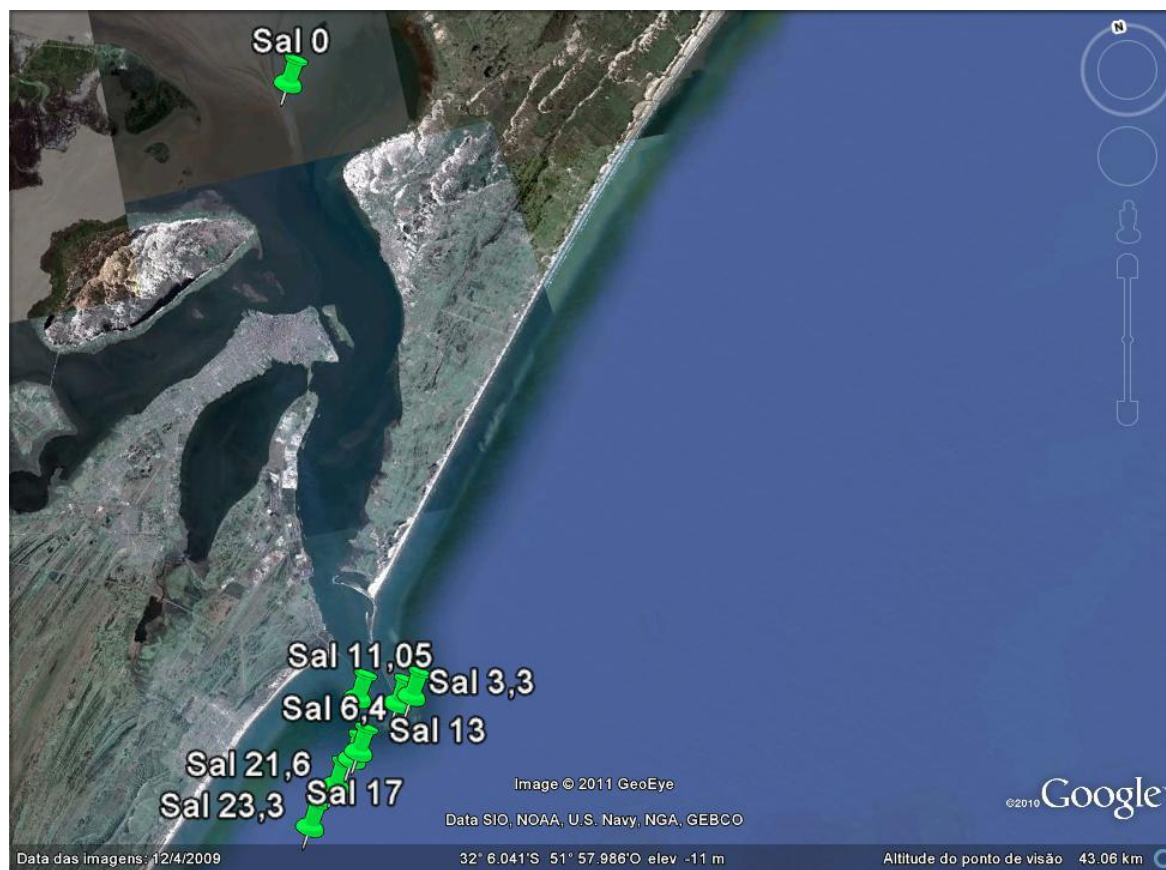 N
Sal 0
Sal 11,05
Sal 3,3
Sal 6,4
Sal 13
Sal 21,6
Sal 17
Sal 23,3
Image © 2011 GeoEye
Data SIO, NOAA, U.S. Navy, NGA, GEBCO
©2010 Google
Data das imagens: 12/4/2009 32° 6.041'S 51° 57.986'O elev -11 m Altitude do ponto de visão 43.06 km